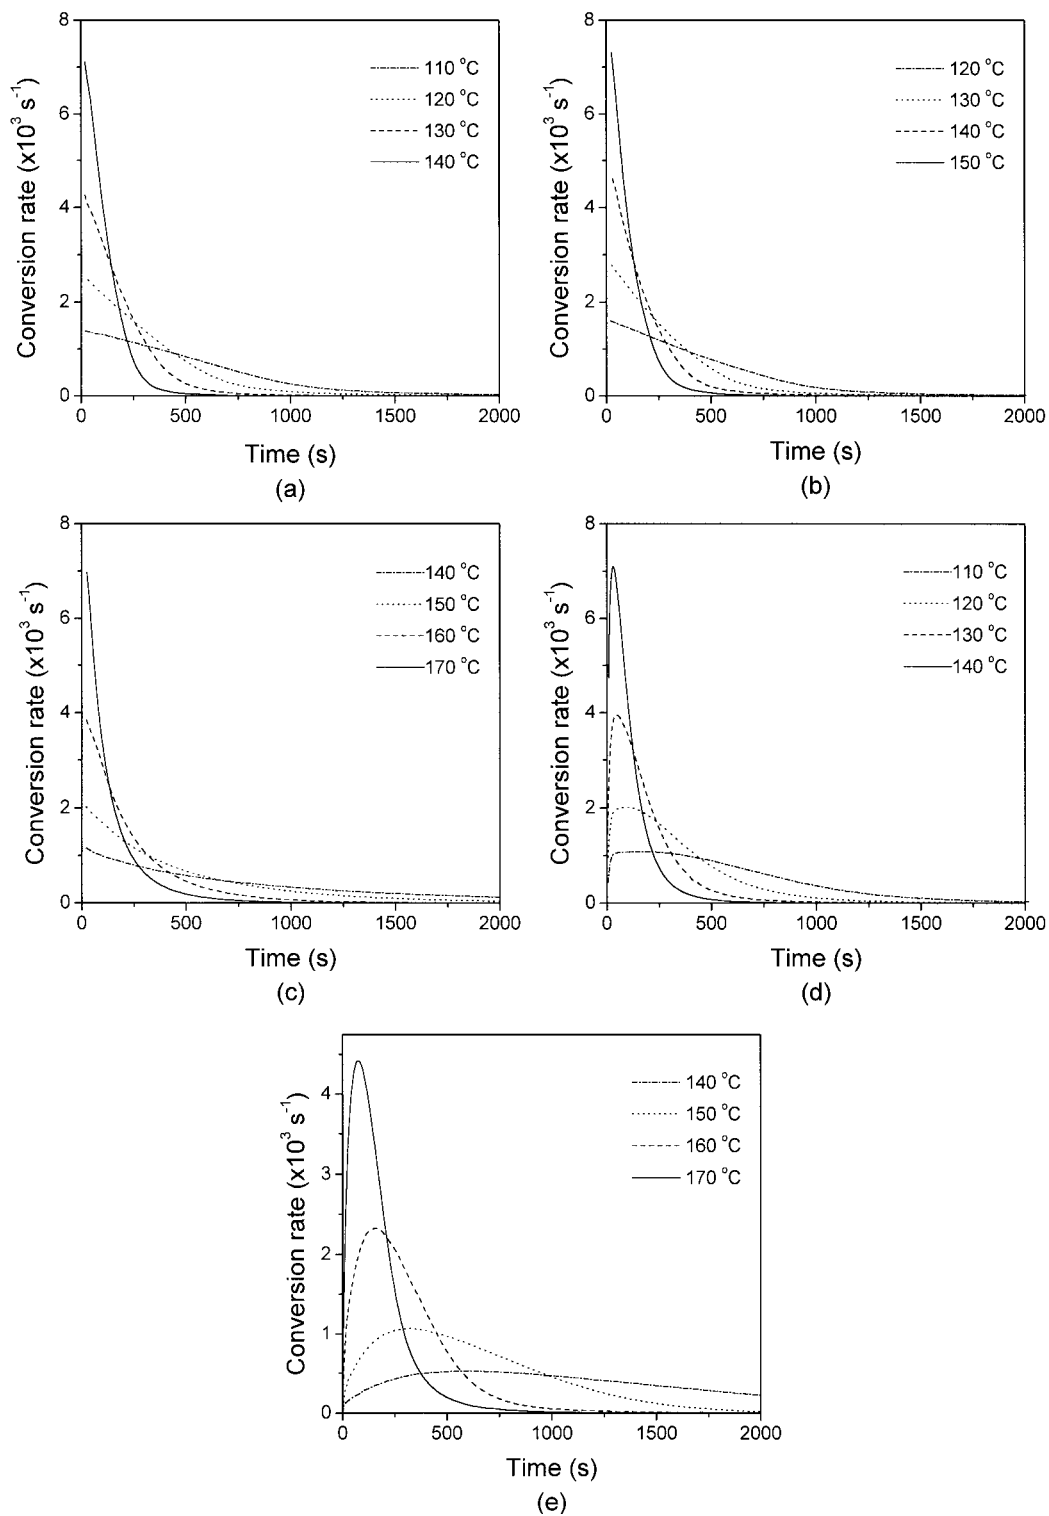 Conversion rate (x10³ s⁻¹)
8
6
4
2
0
110 °C
120 °C
130 °C
140 °C
0 500 1000 1500 2000
Time (s)
(a)
Conversion rate (x10³ s⁻¹)
8
6
4
2
0
120 °C
130 °C
140 °C
150 °C
0 500 1000 1500 2000
Time (s)
(b)
Conversion rate (x10³ s⁻¹)
8
6
4
2
0
140 °C
150 °C
160 °C
170 °C
0 500 1000 1500 2000
Time (s)
(c)
Conversion rate (x10³ s⁻¹)
8
6
4
2
0
110 °C
120 °C
130 °C
140 °C
0 500 1000 1500 2000
Time (s)
(d)
Conversion rate (x10³ s⁻¹)
4
3
2
1
0
140 °C
150 °C
160 °C
170 °C
0 500 1000 1500 2000
Time (s)
(e)